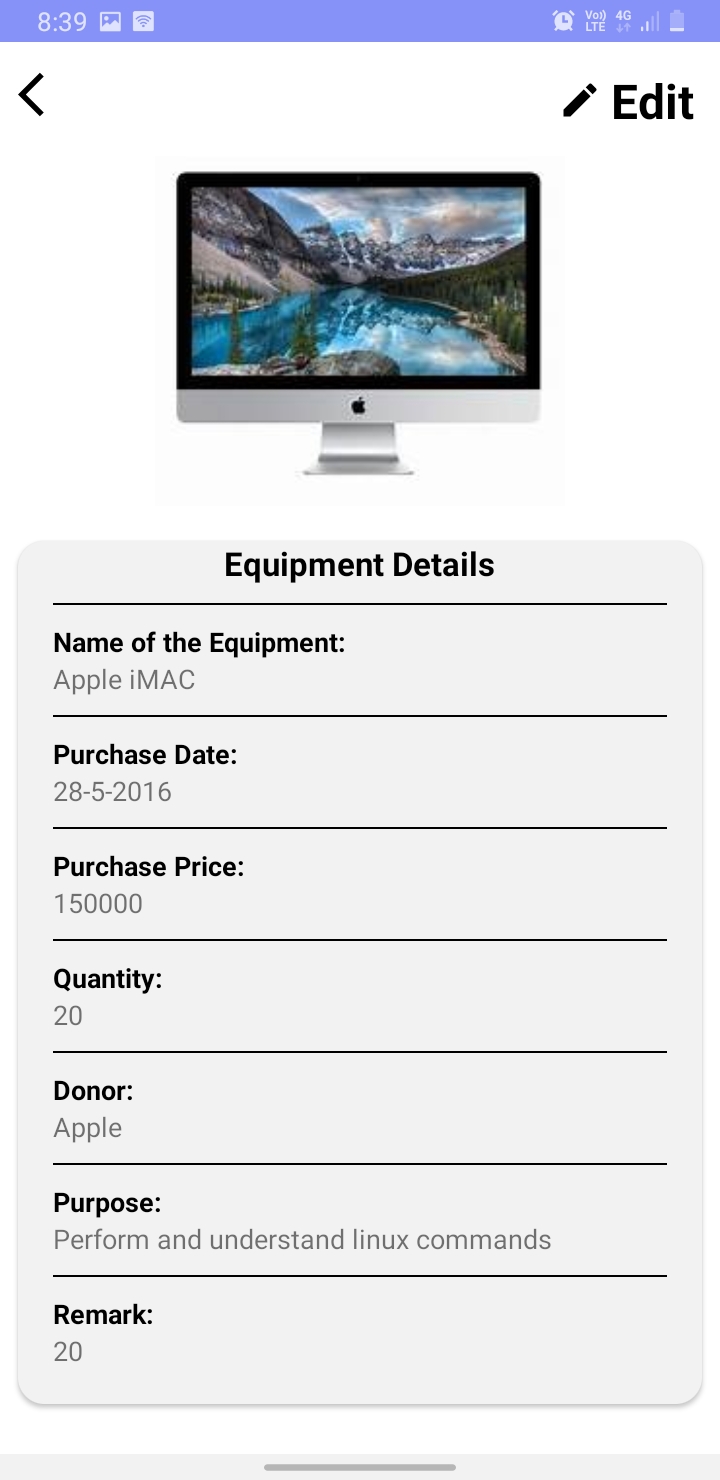 8:39
Vo))
LTE
4G
Edit
Equipment Details
Name of the Equipment:
Apple iMAC
Purchase Date:
28-5-2016
Purchase Price:
150000
Quantity:
20
Donor:
Apple
Purpose:
Perform and understand linux commands
Remark:
20